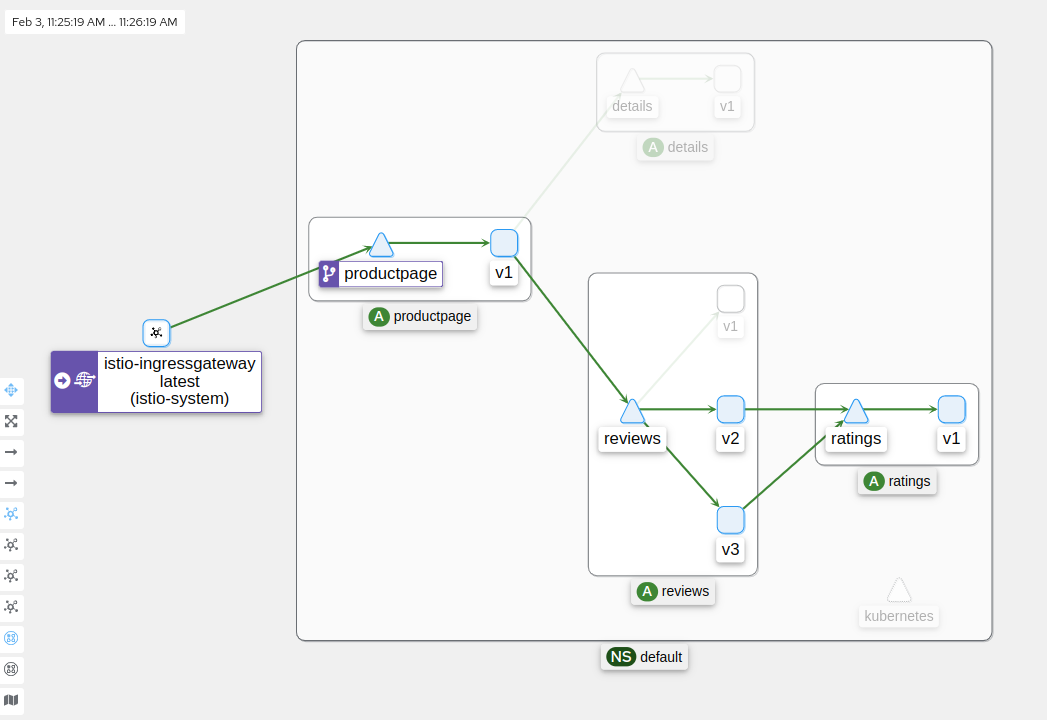 Feb 3, 11:25:19 AM ... 11:26:19 AM
details
v1
A details
productpage
v1
A productpage
istio-ingressgateway
latest
(istio-system)
v1
reviews
v2
v3
A reviews
ratings
v1
A ratings
kubernetes
NS default